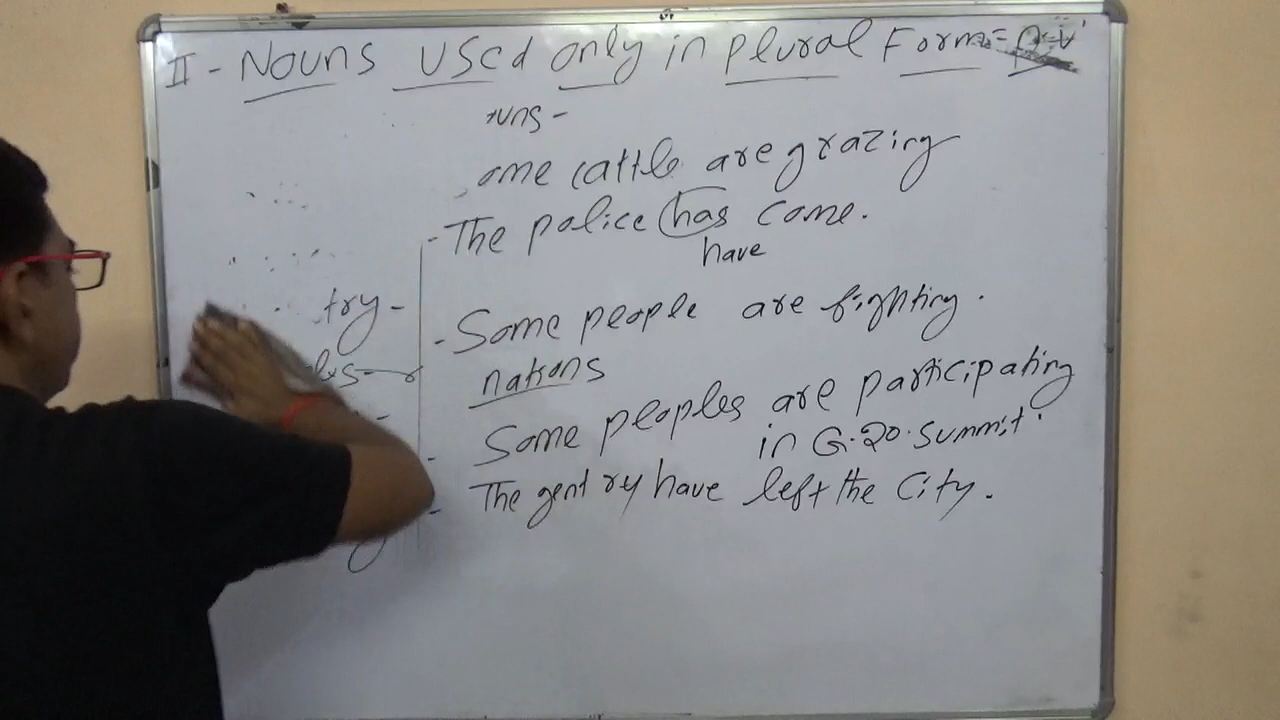 II - Nouns used only in plural Form =
uns -
ome cattle are grazing
- The police has come.
have
try -
- Some people are fighting.
nations
Some peoples are participating
in G.20. Summit.
- The gentry have left the city.